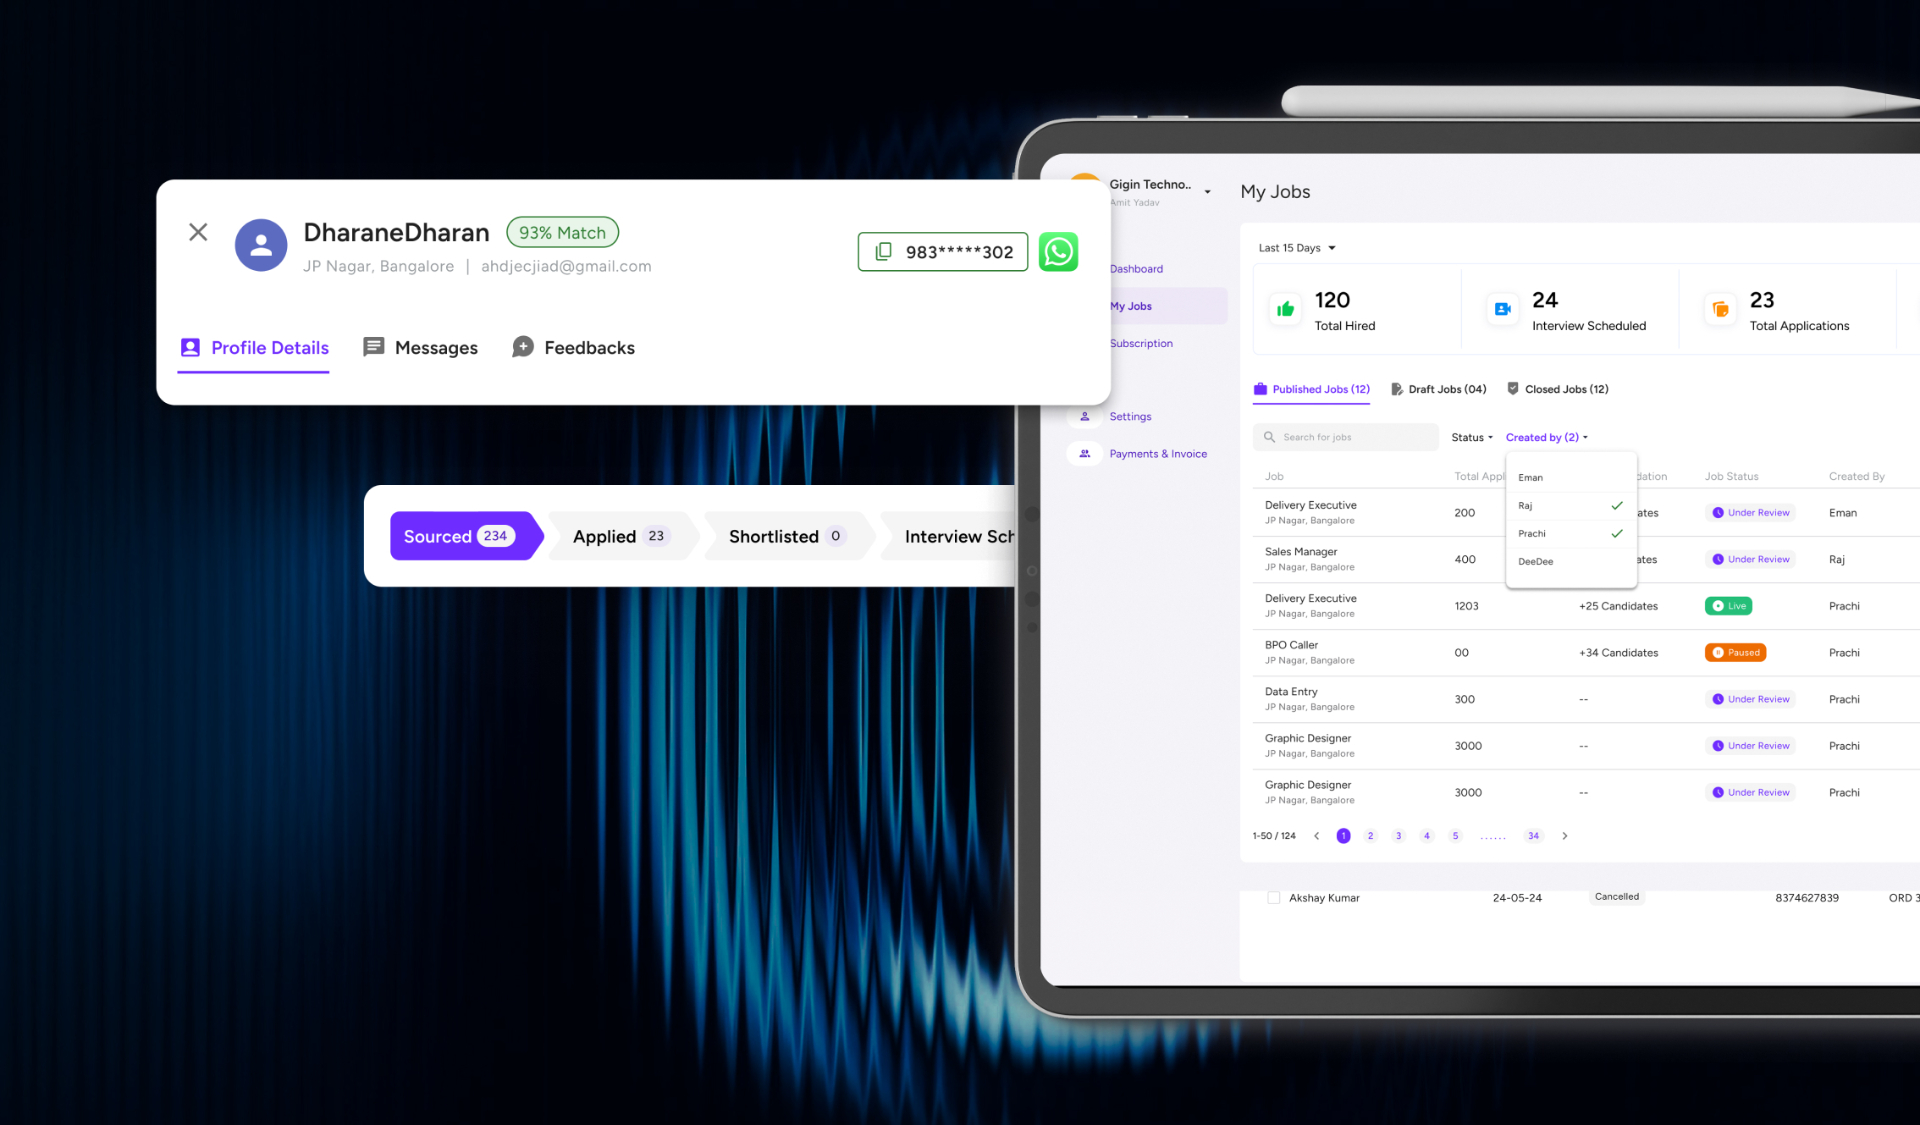 DharaneDharan 93% Match
JP Nagar, Bangalore | ahdjecjiad@gmail.com
983*****302
Profile Details Messages Feedbacks
Sourced 234 Applied 23 Shortlisted 0 Interview Sch
Gigin Techno..
Amit Yadav
Dashboard
My Jobs
Subscription
Settings
Payments & Invoice
My Jobs
Last 15 Days
120
Total Hired
24
Interview Scheduled
23
Total Applications
Published Jobs (12) Draft Jobs (04) Closed Jobs (12)
Search for jobs Status Created by (2)
Eman
Raj
Prachi
DeeDee
Job Total Appl dation Job Status Created By
Delivery Executive
JP Nagar, Bangalore
200 ates Under Review Eman
Sales Manager
JP Nagar, Bangalore
400 ates Under Review Raj
Delivery Executive
JP Nagar, Bangalore
1203 +25 Candidates Live Prachi
BPO Caller
JP Nagar, Bangalore
00 +34 Candidates Paused Prachi
Data Entry
JP Nagar, Bangalore
300 -- Under Review Prachi
Graphic Designer
JP Nagar, Bangalore
3000 -- Under Review Prachi
Graphic Designer
JP Nagar, Bangalore
3000 -- Under Review Prachi
1-50 / 124 1 2 3 4 5 ...... 34
Akshay Kumar 24-05-24 Cancelled 8374627839 ORD 3